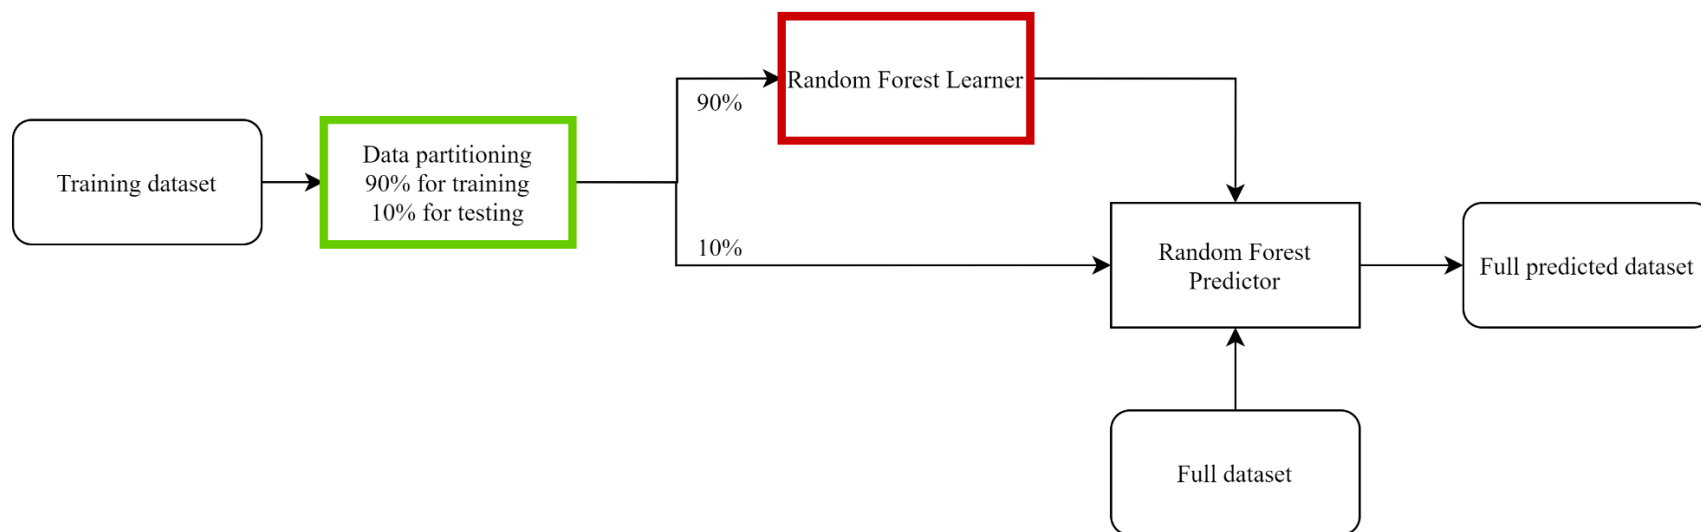 Random Forest Learner
90%
Training dataset
Data partitioning
90% for training
10% for testing
10%
Random Forest
Predictor
Full predicted dataset
Full dataset